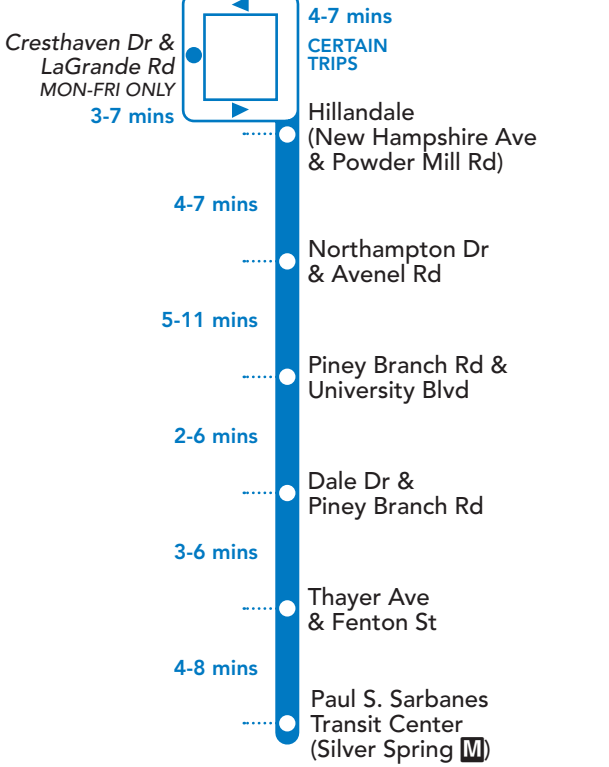 4-7 mins
CERTAIN
TRIPS
Cresthaven Dr &
LaGrande Rd
MON-FRI ONLY
3-7 mins
Hillandale
(New Hampshire Ave
& Powder Mill Rd)
4-7 mins
Northampton Dr
& Avenel Rd
5-11 mins
Piney Branch Rd &
University Blvd
2-6 mins
Dale Dr &
Piney Branch Rd
3-6 mins
Thayer Ave
& Fenton St
4-8 mins
Paul S. Sarbanes
Transit Center
(Silver Spring M)